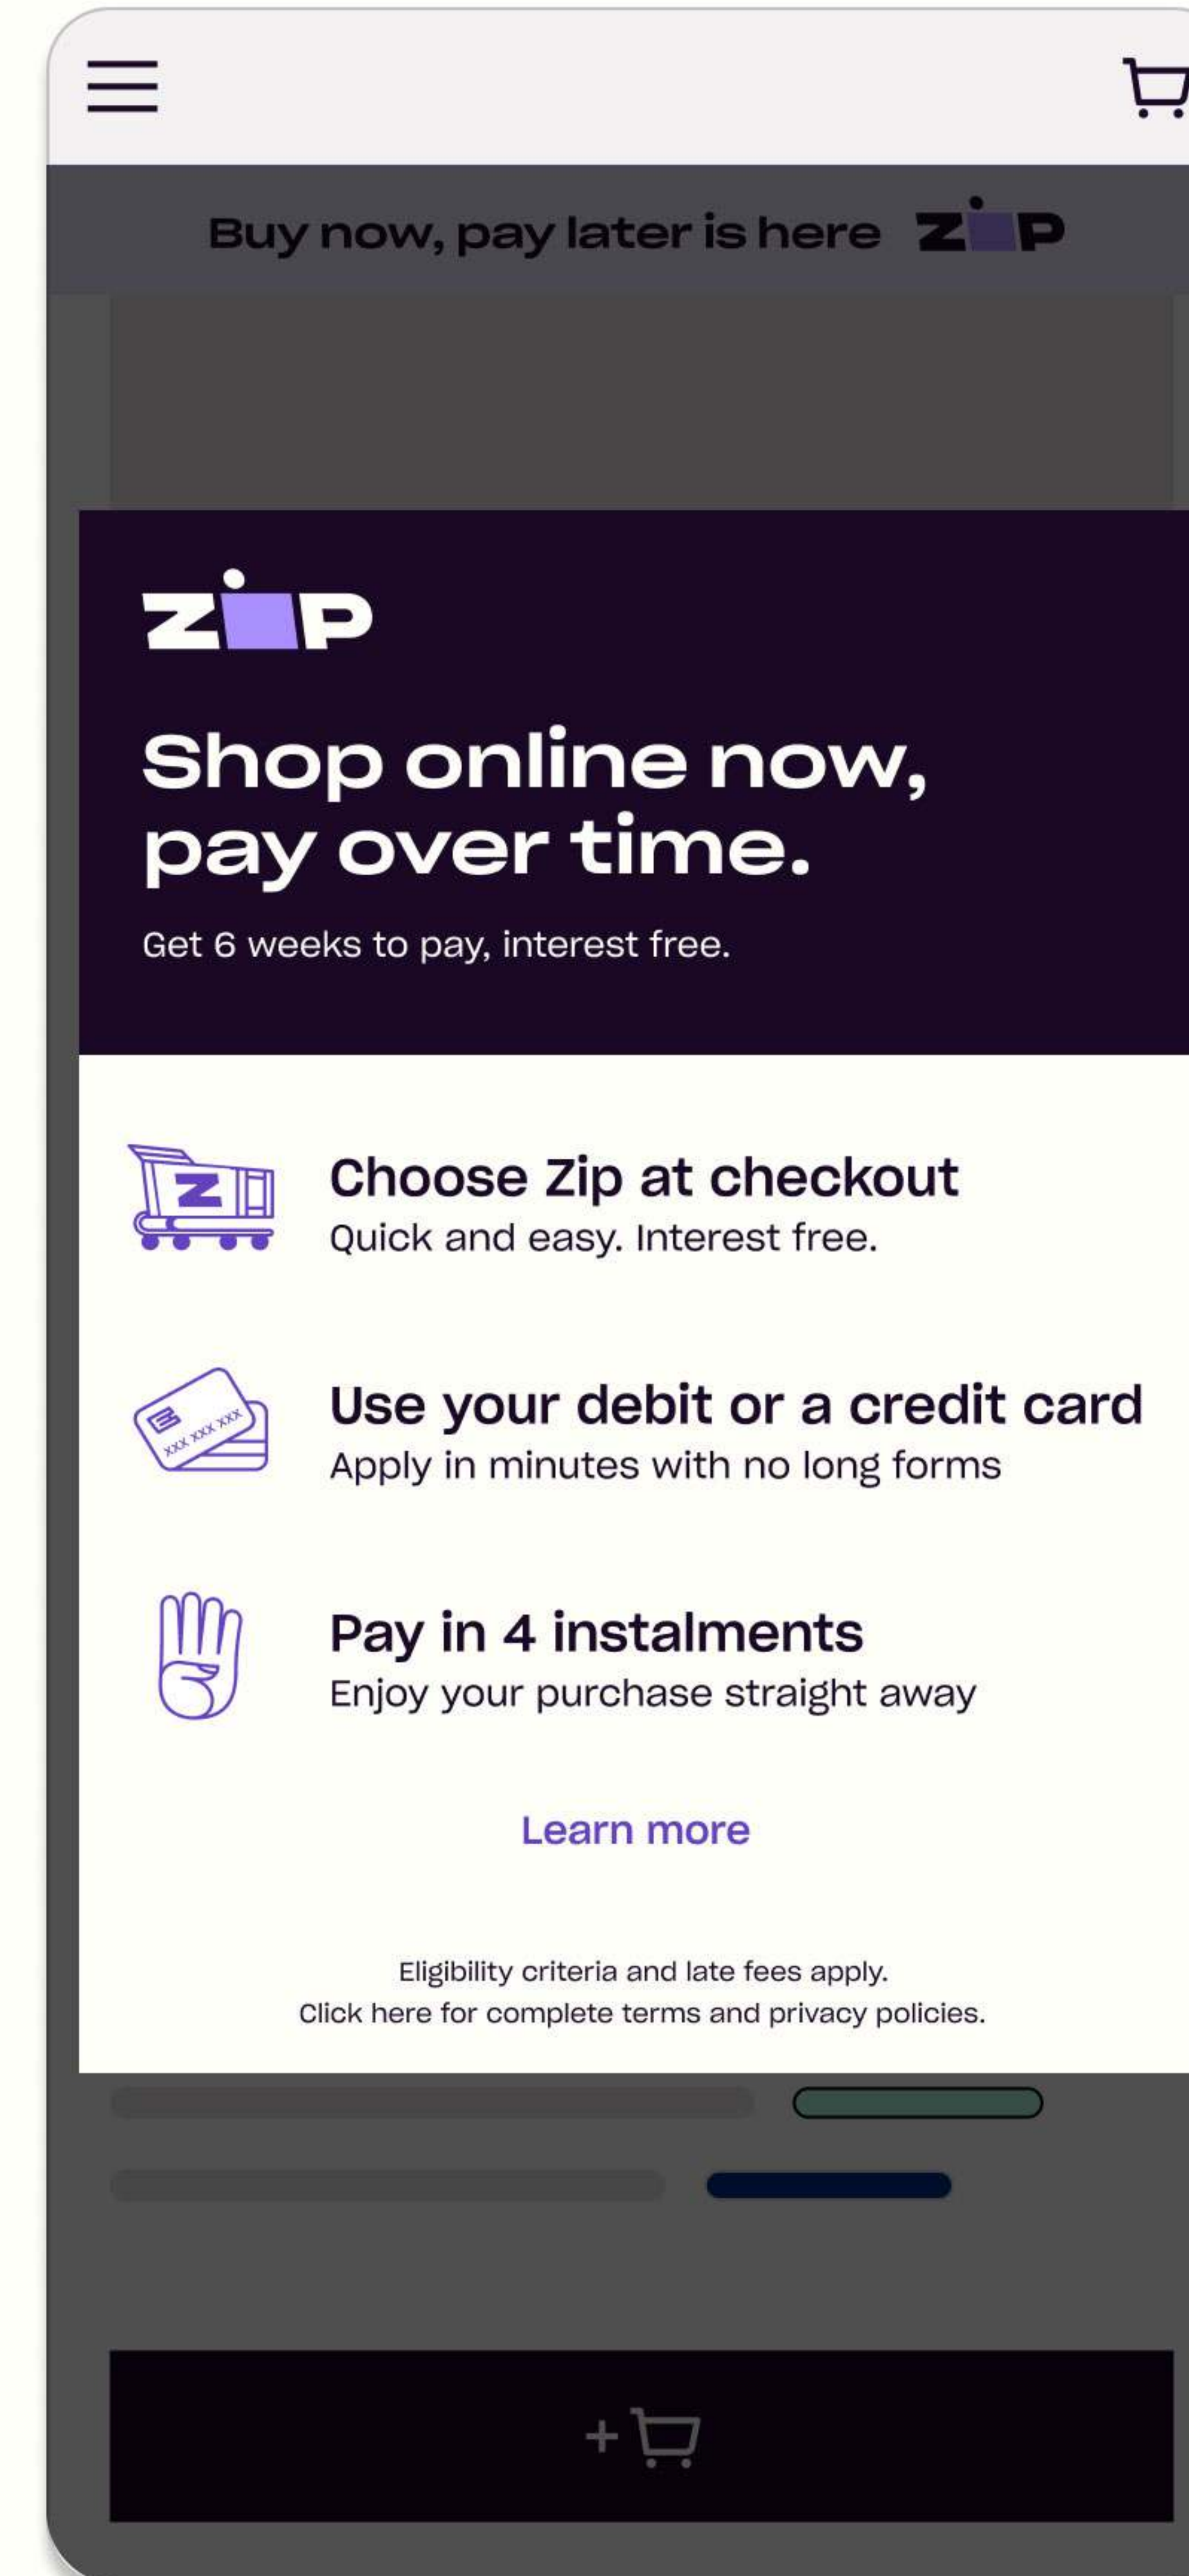 Buy now, pay later is here zip
zip
Shop online now,
pay over time.
Get 6 weeks to pay, interest free.
Z
Choose Zip at checkout
Quick and easy. Interest free.
XXX XXX XXX
Use your debit or a credit card
Apply in minutes with no long forms
Pay in 4 instalments
Enjoy your purchase straight away
Learn more
Eligibility criteria and late fees apply.
Click here for complete terms and privacy policies.
+